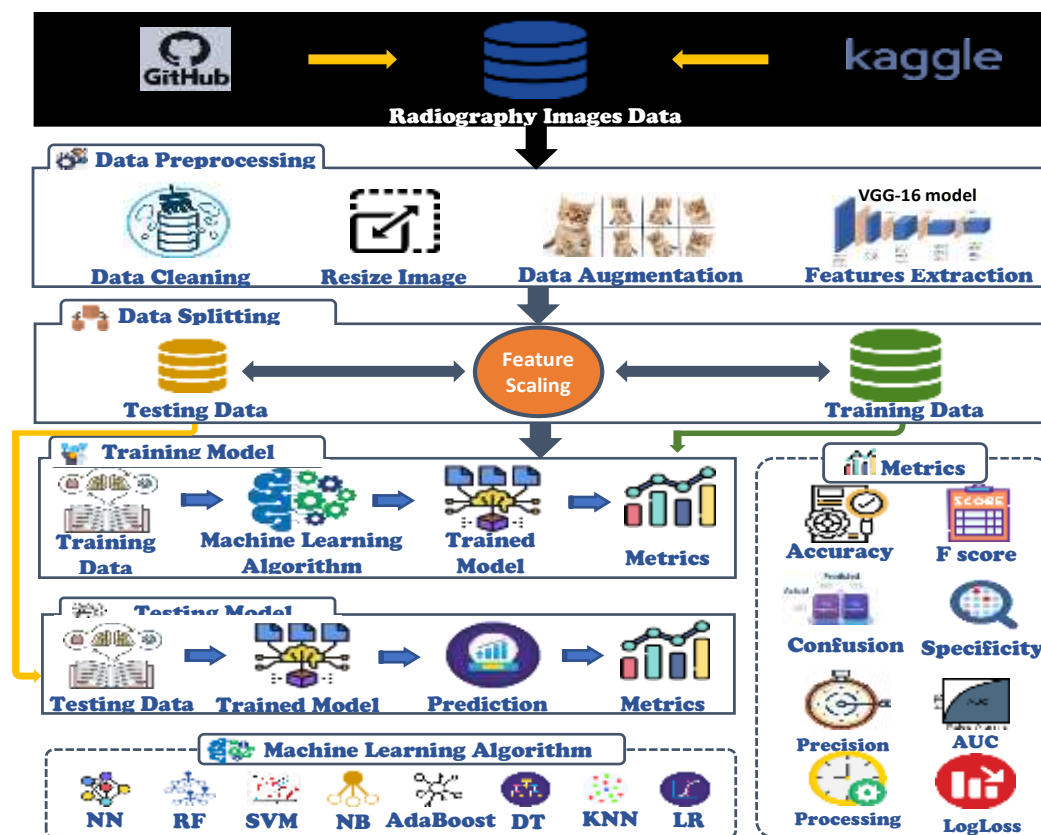 GitHub
kaggle
Radiography Images Data
Data Preprocessing
VGG-16 model
Data Cleaning
Resize Image
Data Augmentation
Features Extraction
Data Splitting
Feature
Scaling
Testing Data
Training Data
Training Model
Training
Data
Machine Learning
Algorithm
Trained
Model
Metrics
Testing Model
Testing Data
Trained Model
Prediction
Metrics
Metrics
SCORE
Accuracy
F score
Predicted
Actual
Confusion
Specificity
Precision
AUC
AUC
Processing
LogLoss
Machine Learning Algorithm
NN
RF
SVM
NB
AdaBoost
DT
KNN
LR